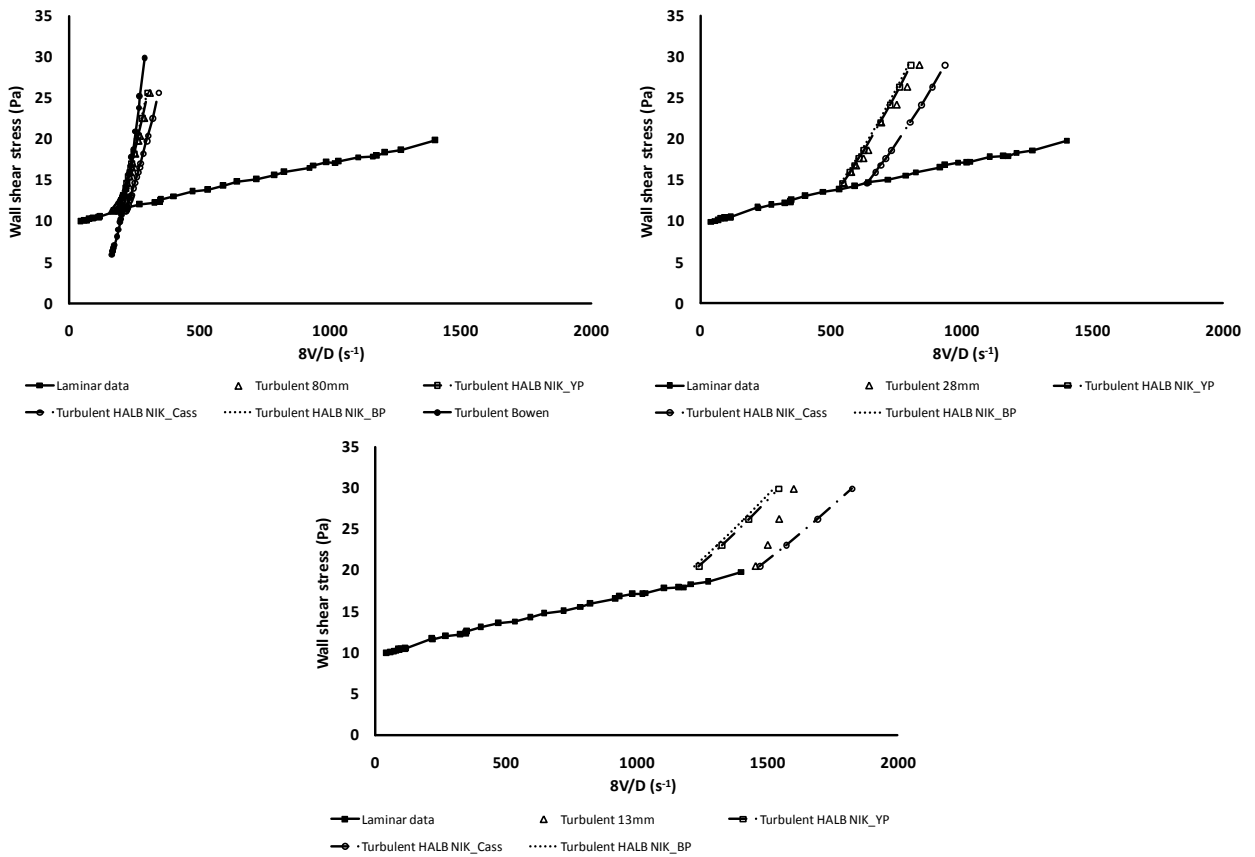 35
30
25
20
15
10
5
0
Wall shear stress (Pa)
0 500 1000 1500 2000
8V/D (s-1)
Laminar data Turbulent 80mm Turbulent HALB NIK_YP
Turbulent HALB NIK_Cass Turbulent HALB NIK_BP Turbulent Bowen
35
30
25
20
15
10
5
0
Wall shear stress (Pa)
0 500 1000 1500 2000
8V/D (s-1)
Laminar data Turbulent 28mm Turbulent HALB NIK_YP
Turbulent HALB NIK_Cass Turbulent HALB NIK_BP
35
30
25
20
15
10
5
0
Wall shear stress (Pa)
0 500 1000 1500 2000
8V/D (s-1)
Laminar data Turbulent 13mm Turbulent HALB NIK_YP
Turbulent HALB NIK_Cass Turbulent HALB NIK_BP